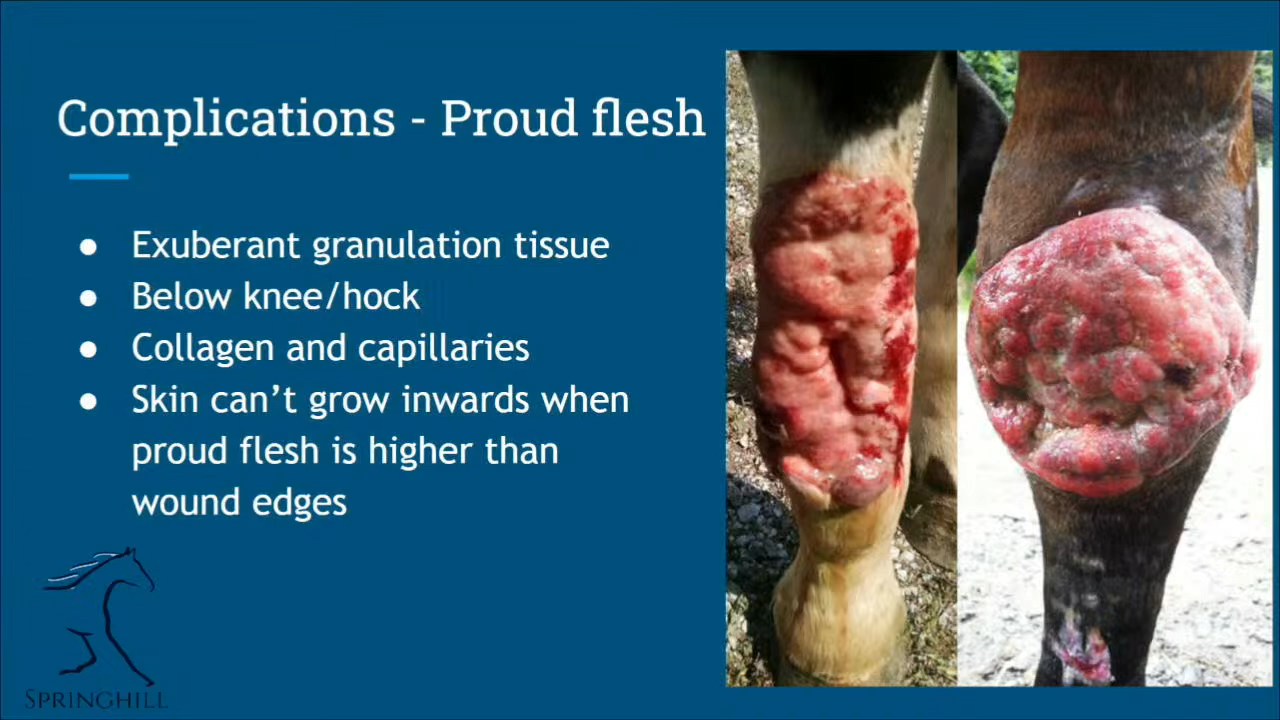 Complications - Proud flesh
● Exuberant granulation tissue
● Below knee/hock
● Collagen and capillaries
● Skin can’t grow inwards when
proud flesh is higher than
wound edges
SPRINGHILL